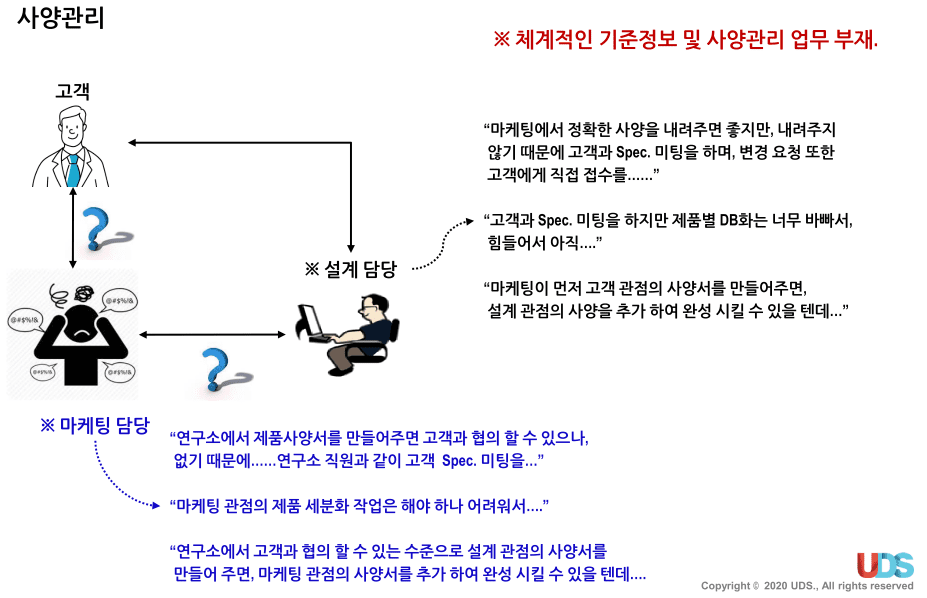 사양관리
※ 체계적인 기준정보 및 사양관리 업무 부재.
고객
“마케팅에서 정확한 사양을 내려주면 좋지만, 내려주지
않기 때문에 고객과 Spec. 미팅을 하며, 변경 요청 또한
고객에게 직접 접수를……”
“고객과 Spec. 미팅을 하지만 제품별 DB화는 너무 바빠서,
힘들어서 아직….”
※ 설계 담당
“마케팅이 먼저 고객 관점의 사양서를 만들어주면,
설계 관점의 사양을 추가 하여 완성 시킬 수 있을 텐데...”
@#$%!&
@#$%!&
@#$%!&
@#$%!&
※ 마케팅 담당
“연구소에서 제품사양서를 만들어주면 고객과 협의 할 수 있으나,
없기 때문에……연구소 직원과 같이 고객 Spec. 미팅을…”
“마케팅 관점의 제품 세분화 작업은 해야 하나 어려워서….”
“연구소에서 고객과 협의 할 수 있는 수준으로 설계 관점의 사양서를
만들어 주면, 마케팅 관점의 사양서를 추가 하여 완성 시킬 수 있을 텐데….
UDS
Copyright © 2020 UDS., All rights reserved